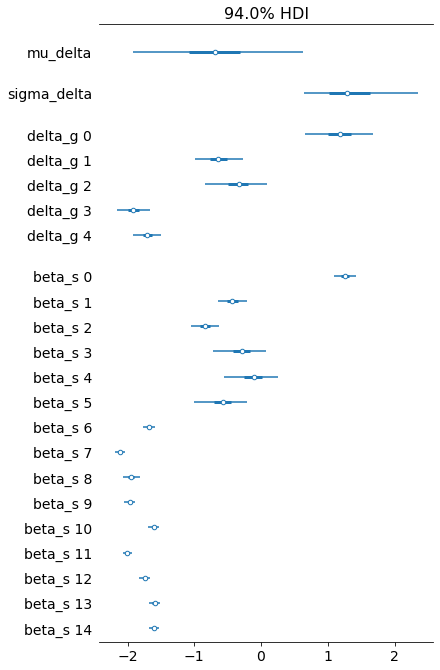 94.0% HDI
mu_delta
sigma_delta
delta_g 0
delta_g 1
delta_g 2
delta_g 3
delta_g 4
beta_s 0
beta_s 1
beta_s 2
beta_s 3
beta_s 4
beta_s 5
beta_s 6
beta_s 7
beta_s 8
beta_s 9
beta_s 10
beta_s 11
beta_s 12
beta_s 13
beta_s 14
−2 −1 0 1 2